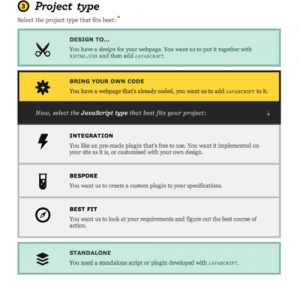 3 Project type
Select the project type that fits best: *
DESIGN TO...
You have a design for your webpage. You want us to put it together with
XHTML/CSS and then add JAVASCRIPT.
BRING YOUR OWN CODE
You have a webpage that's already coded, you want us to add JAVASCRIPT to it.
Now, select the JavaScript type that best fits your project:
INTEGRATION
You like an pre-made plugin that's free to use. You want it implemented on
your site as it is, or customised with your own design.
BESPOKE
You want us to create a custom plugin to your specifications.
BEST FIT
You want us to look at your requirements and figure out the best course of
action.
STANDALONE
You need a standalone script or plugin developed with JAVASCRIPT.